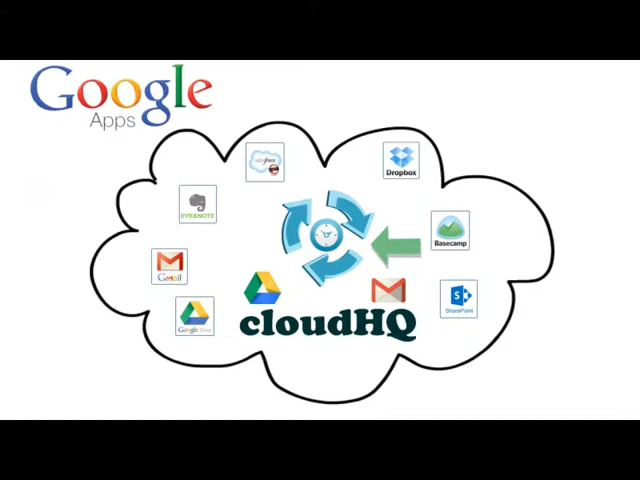 Google
Apps
salesforce
Dropbox
EVERNOTE
Basecamp
Gmail
SharePoint
Google Drive
cloudHQ